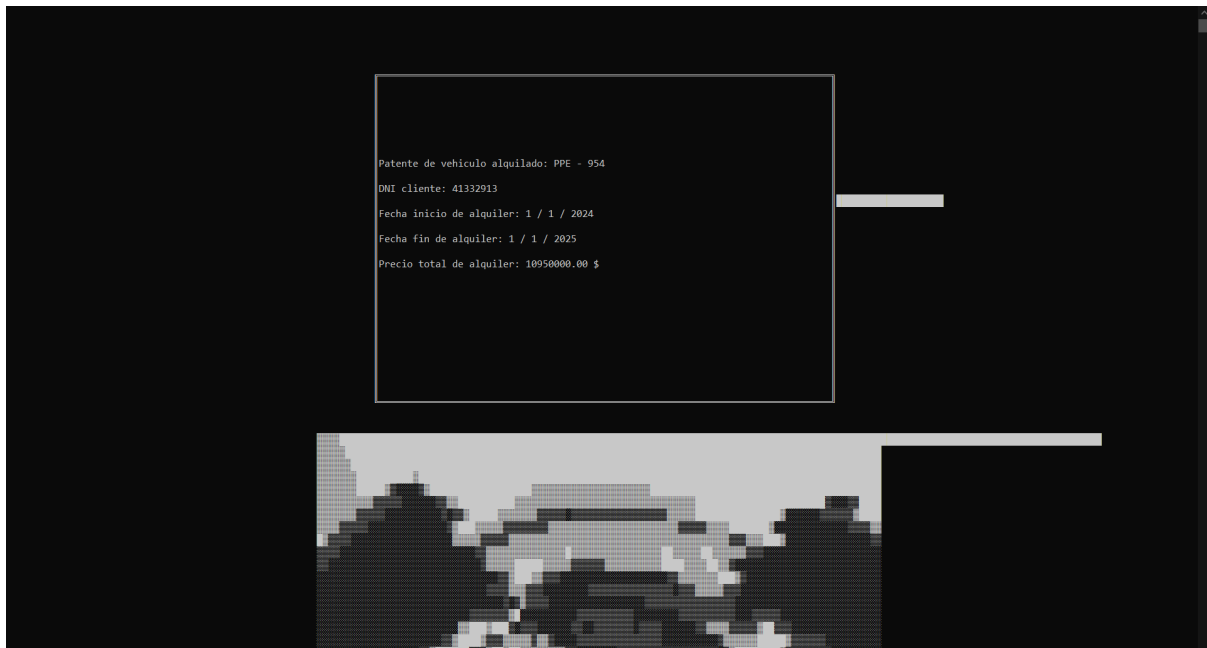 Patente de vehiculo alquilado: PPE - 954
DNI cliente: 41332913
Fecha inicio de alquiler: 1 / 1 / 2024
Fecha fin de alquiler: 1 / 1 / 2025
Precio total de alquiler: 10950000.00 $